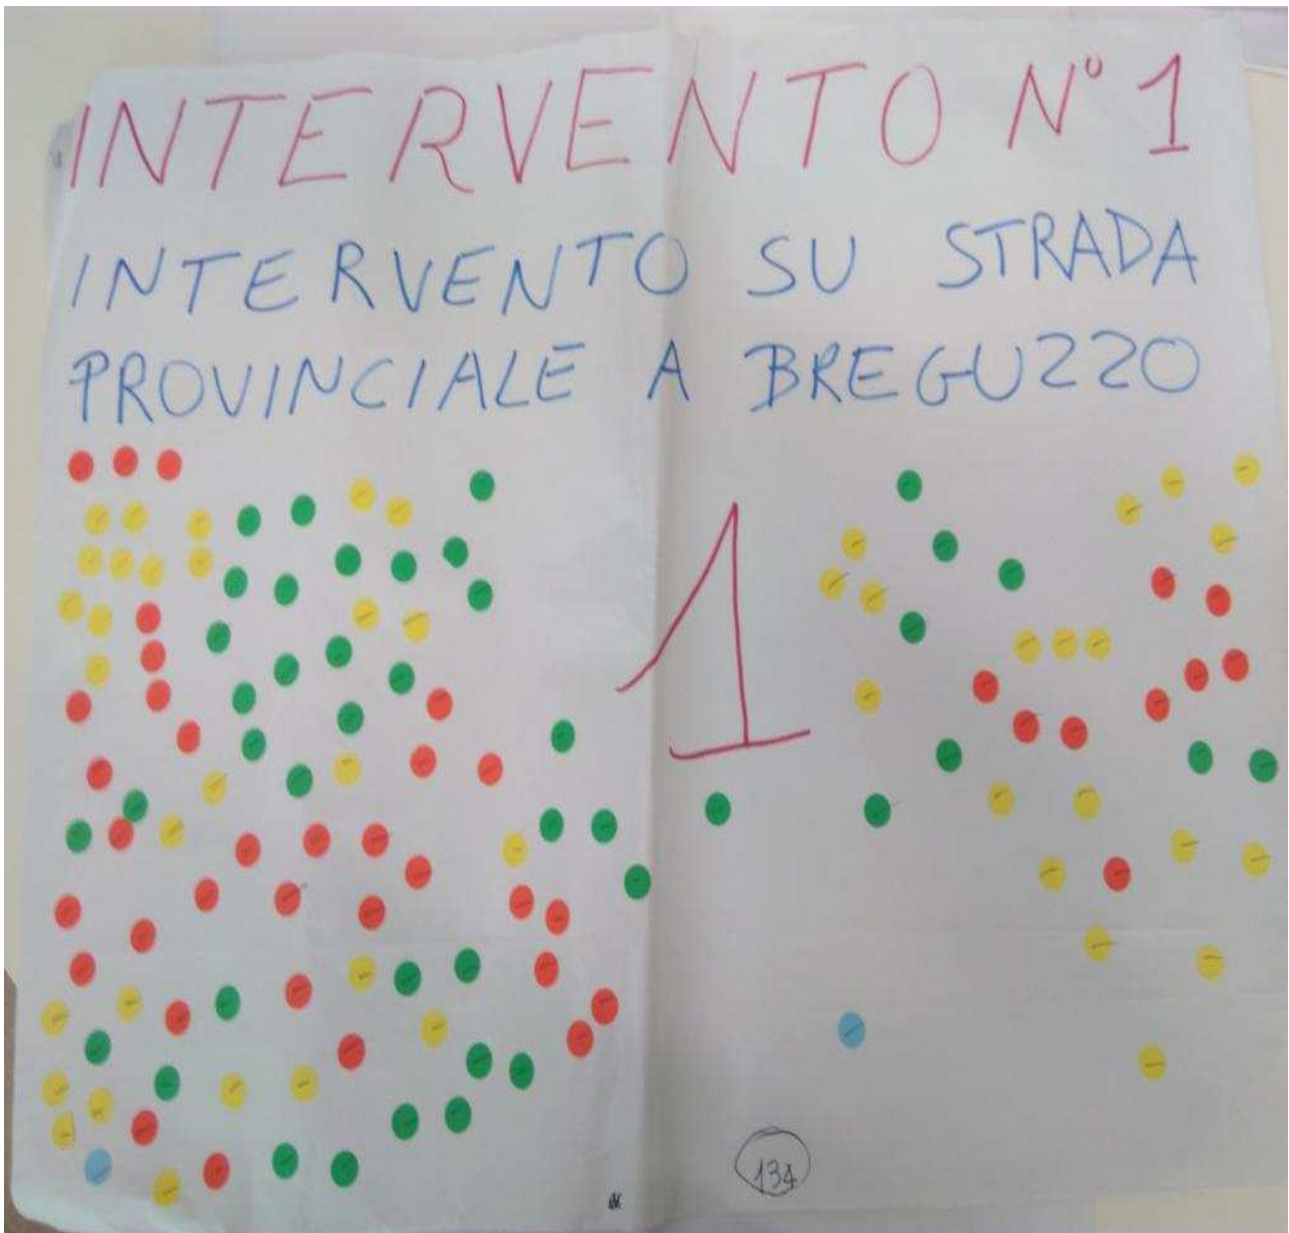 INTERVENTO N° 1
INTERVENTO SU STRADA
PROVINCIALE A BREGUZZO
1
134